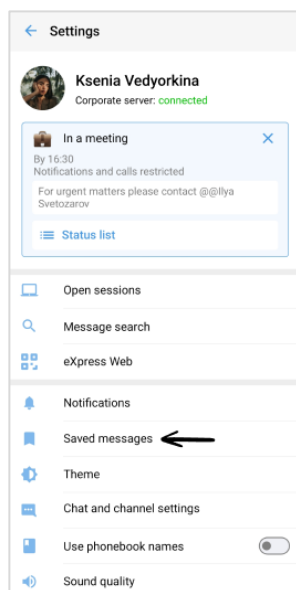 Settings
Ksenia Vedyorkina
Corporate server: connected
In a meeting
By 16:30
Notifications and calls restricted
For urgent matters please contact @@Ilya
Svetozarov
Status list
Open sessions
Message search
eXpress Web
Notifications
Saved messages
Theme
Chat and channel settings
Use phonebook names
Sound quality